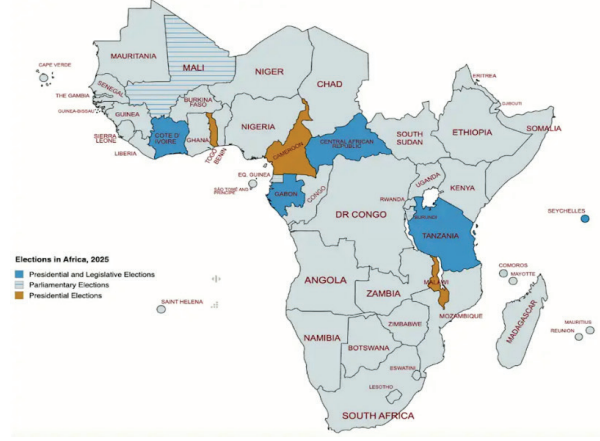 MAURITANIA
MALI
NIGER
CHAD
ERITREA
CAPE VERDE
SENEGAL
THE GAMBIA
GUINEA-BISSAU
GUINEA
SIERRA
LEONE
LIBERIA
COTE D
IVOIRE
BURKINA
FASO
GHANA
TOGO
BENIN
NIGERIA
CAMEROON
CENTRAL AFRICAN
REPUBLIC
SOUTH
SUDAN
ETHIOPIA
DJIBOUTI
SOMALIA
EQ. GUINEA
SÃO TOMÉ AND
PRINCIPE
GABON
CONGO
DR CONGO
UGANDA
KENYA
RWANDA
BURUNDI
TANZANIA
SEYCHELLES
Elections in Africa, 2025
Presidential and Legislative Elections
Parliamentary Elections
Presidential Elections
SAINT HELENA
ANGOLA
ZAMBIA
MALAWI
MOZAMBIQUE
COMOROS
MAYOTTE
MADAGASCAR
MAURITIUS
REUNION
ZIMBABWE
NAMIBIA
BOTSWANA
ESWATINI
LESOTHO
SOUTH AFRICA